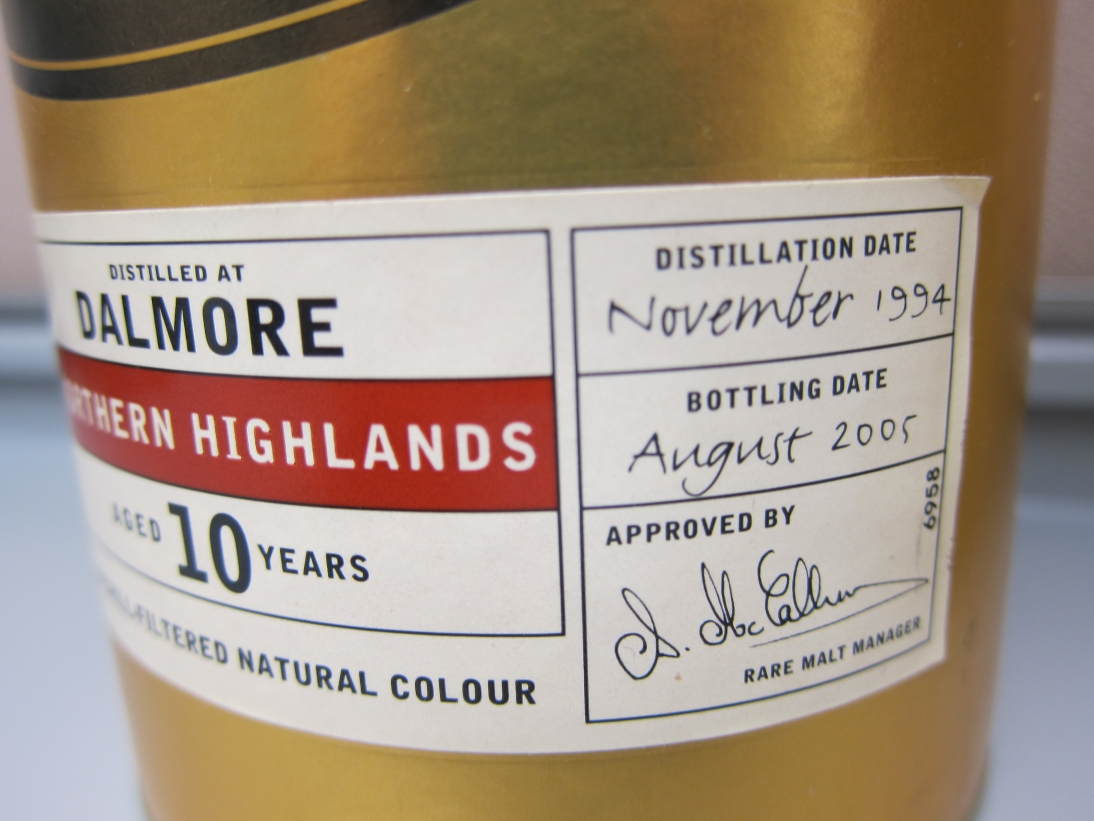 DISTILLED AT
DALMORE
RTHERN HIGHLANDS
AGED 10 YEARS
ILL-FILTERED NATURAL COLOUR
DISTILLATION DATE
November 1994
BOTTLING DATE
August 2005
APPROVED BY
6958
RARE MALT MANAGER